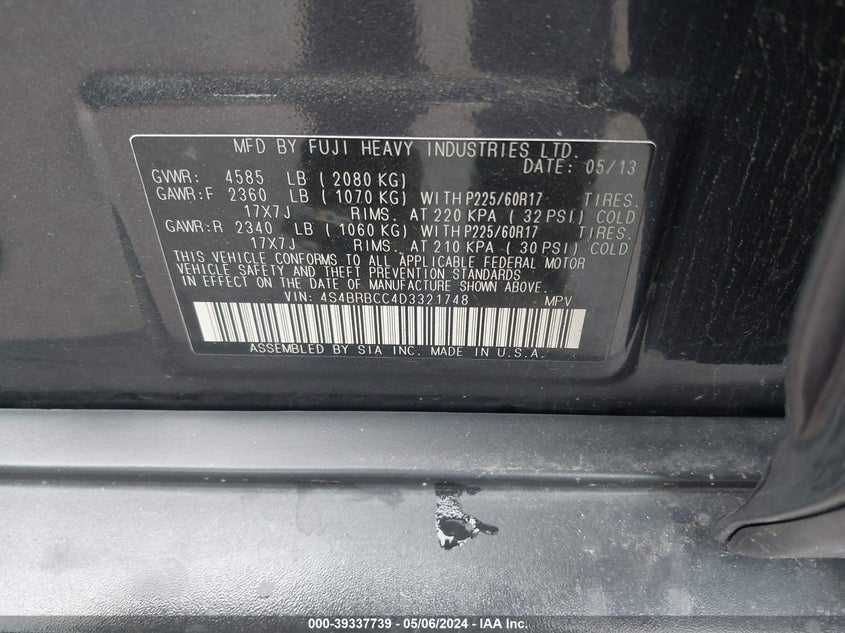 MFD BY FUJI HEAVY INDUSTRIES LTD.
DATE: 05/13
GVWR: 4585 LB ( 2080 KG)
GAWR:F 2360 LB ( 1070 KG) WITH P225/60R17 TIRES.
17X7J RIMS. AT 220 KPA ( 32 PSI) COLD
GAWR:R 2340 LB ( 1060 KG) WITH P225/60R17 TIRES.
17X7J RIMS. AT 210 KPA ( 30 PSI) COLD
THIS VEHICLE CONFORMS TO ALL APPLICABLE FEDERAL MOTOR
VEHICLE SAFETY AND THEFT PREVENTION STANDARDS
IN EFFECT ON THE DATE OF MANUFACTURE SHOWN ABOVE.
VIN: 4S4BRBCC4D3321748 MPV
ASSEMBLED BY SIA INC. MADE IN U.S.A.
000-39337739 - 05/06/2024 - IAA Inc.